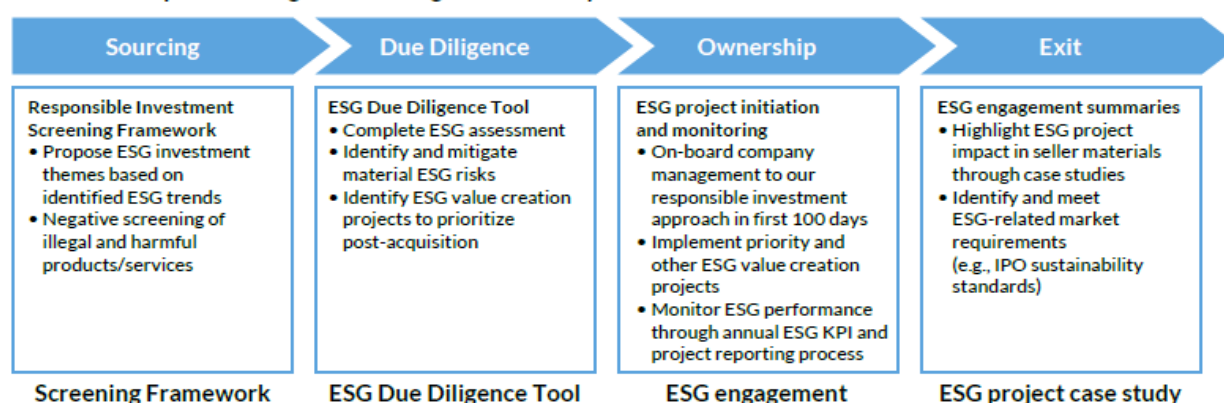 Sourcing
Due Diligence
Ownership
Exit
Responsible Investment
Screening Framework
• Propose ESG investment
themes based on
identified ESG trends
• Negative screening of
illegal and harmful
products/services
ESG Due Diligence Tool
• Complete ESG assessment
• Identify and mitigate
material ESG risks
• Identify ESG value creation
projects to prioritize
post-acquisition
ESG project initiation
and monitoring
• On-board company
management to our
responsible investment
approach in first 100 days
• Implement priority and
other ESG value creation
projects
• Monitor ESG performance
through annual ESG KPI and
project reporting process
ESG engagement summaries
• Highlight ESG project
impact in seller materials
through case studies
• Identify and meet
ESG-related market
requirements
(e.g., IPO sustainability
standards)
Screening Framework
ESG Due Diligence Tool
ESG engagement
ESG project case study